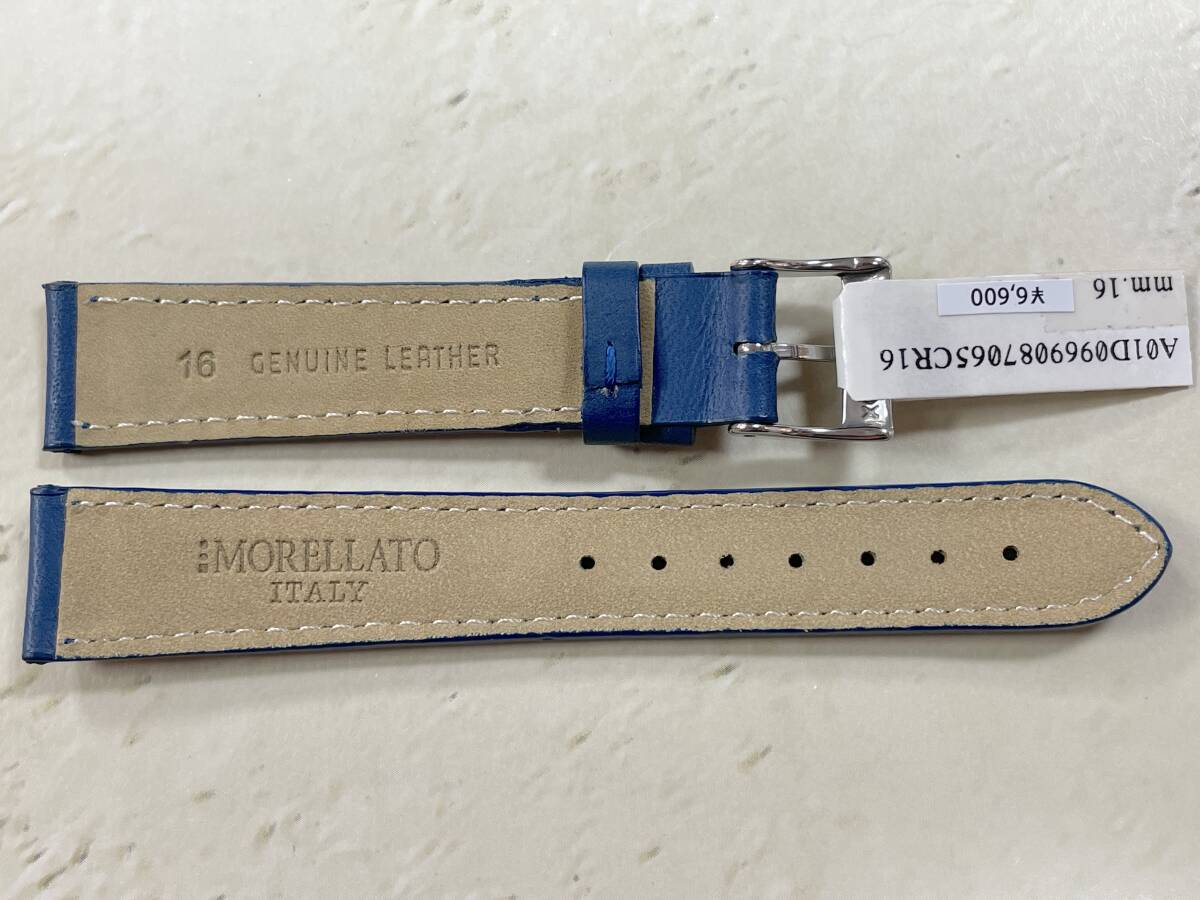 16 GENUINE LEATHER
MORELLATO
ITALY
A01D0969087065CR16
mm.16
¥6,600